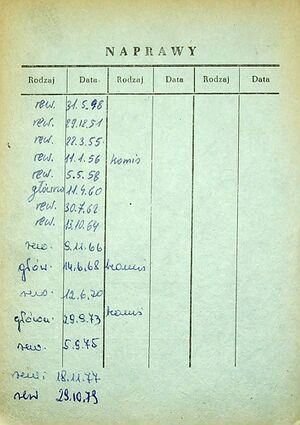 NAPRAWY
Rodzaj Data Rodzaj Data Rodzaj Data
rew. 31.5.98
rew. 29.12.51
rew. 22.3.55.
rew. 11.1.56 komis
rew. 5.5.58
główna 11.4.60
rew. 30.7.62
rew. 13.10.64
rew. 9.11.66
głów. 14.6.68 komis
rew. 12.6.70
główna 29.9.73 komis
rew. 5.9.75
rew: 18.11.77
rew 29.10.79